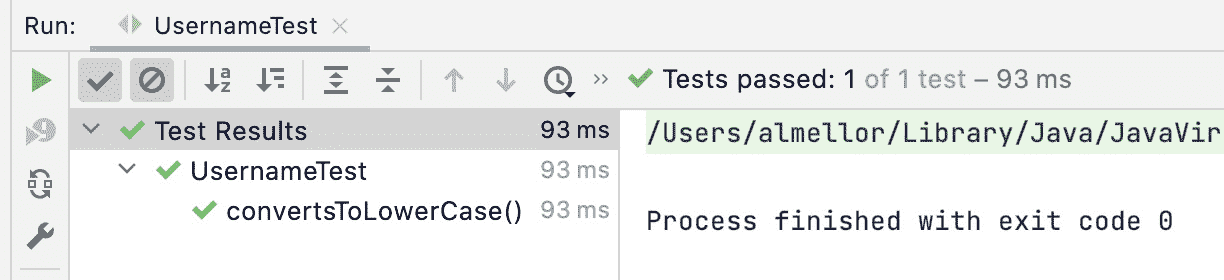 Run: UsernameTest
Tests passed: 1 of 1 test – 93 ms
Test Results 93 ms
/Users/almellor/Library/Java/JavaVir
UsernameTest 93 ms
convertsToLowerCase() 93 ms
Process finished with exit code 0